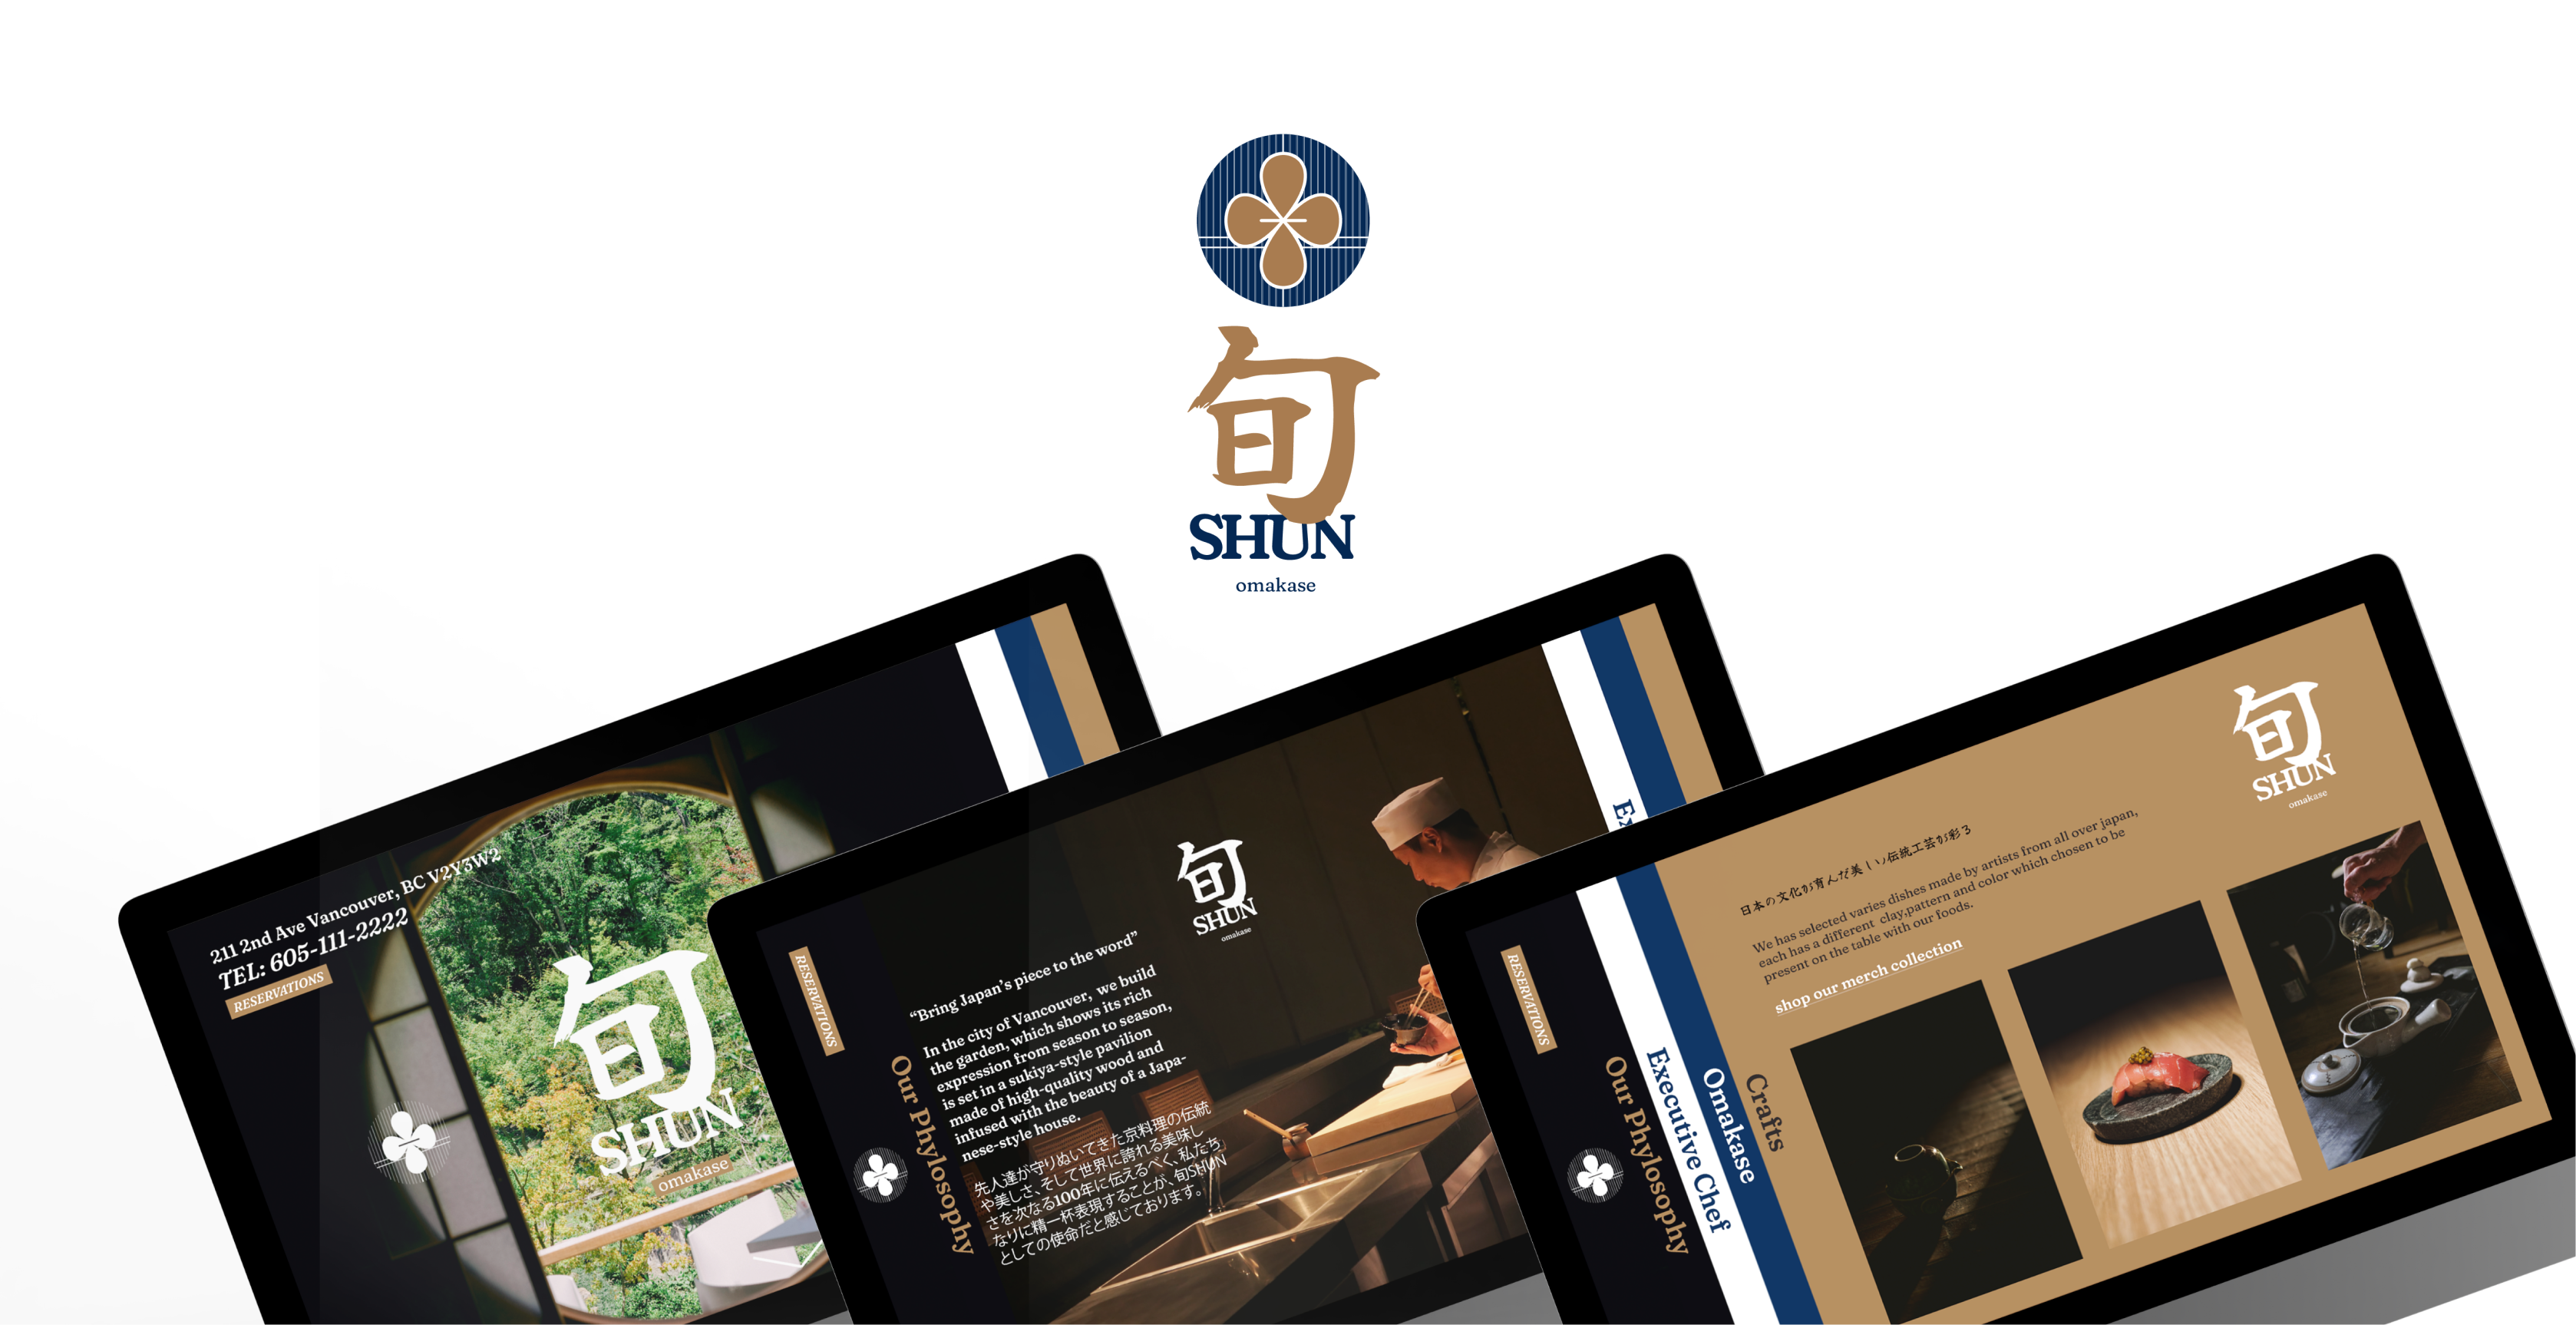 旬
SHUN
omakase
211 2nd Ave Vancouver, BC V2Y3W2
TEL: 605-111-2222
RESERVATIONS
旬
SHUN
omakase
RESERVATIONS
Our Phylosophy
旬
SHUN
omakase
“Bring Japan’s piece to the word”
In the city of Vancouver, we build
the garden, which shows its rich
expression from season to season,
is set in a sukiya-style pavilion
made of high-quality wood and
infused with the beauty of a Japa-
nese-style house.
先人達が守りぬいてきた京料理の伝統
や美しさ、そして世界に誇れる美味し
さを次なる100年に伝えるべく、私たち
なりに精一杯表現することが、旬SHUN
としての使命だと感じております。
Ex
RESERVATIONS
Our Phylosophy
Executive Chef
Omakase
Crafts
旬
SHUN
omakase
日本の文化が育んだ美しい伝統工芸が彩る
We has selected varies dishes made by artists from all over japan,
each has a different clay,pattern and color which chosen to be
present on the table with our foods.
shop our merch collection